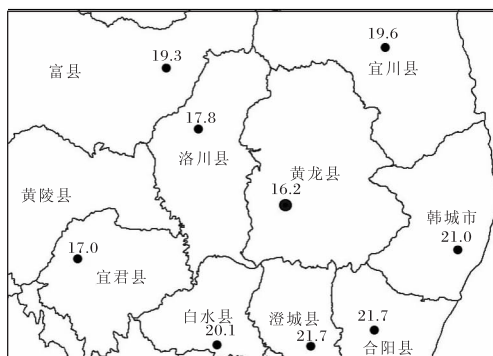 19.6
19.3
宜川县
富县
17.8
洛川县
黄龙县
16.2
黄陵县
韩城市
21.0
17.0
宜君县
白水县
20.1
澄城县
21.7
21.7
合阳县